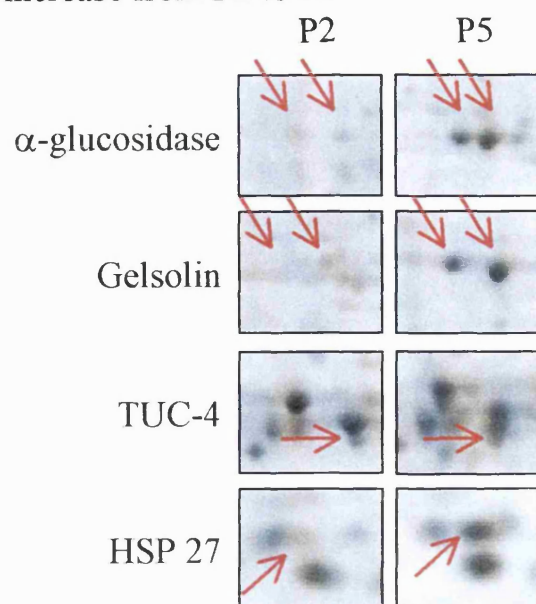 P2 P5
α-glucosidase
Gelsolin
TUC-4
HSP 27